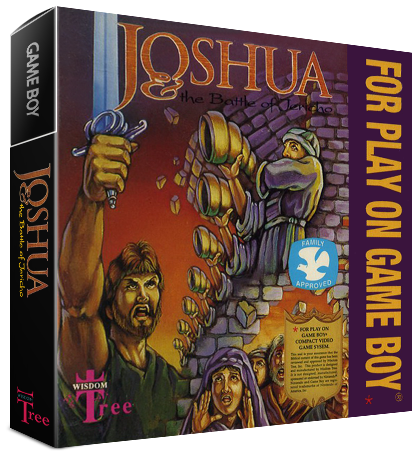 GAME BOY
JOSHUA
& the Battle of Jericho
WISDOM
Tree
JOSHUA
& the Battle of Jericho
FOR PLAY ON GAME BOY
*
®
FAMILY
APPROVED
* FOR PLAY ON
GAME BOY®
COMPACT VIDEO
GAME SYSEM.
WISDOM
Tree